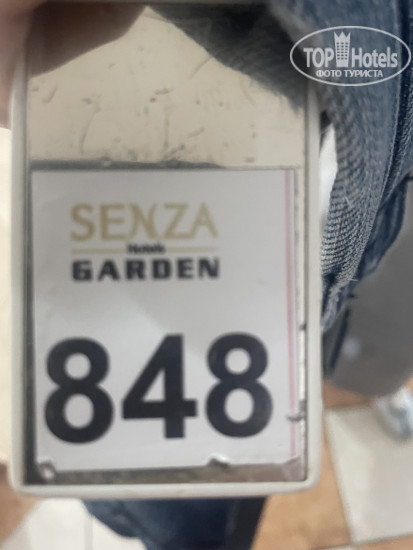 TOP Hotels
ФОТО ТУРИСТА
SENZA
Hotels
GARDEN
848